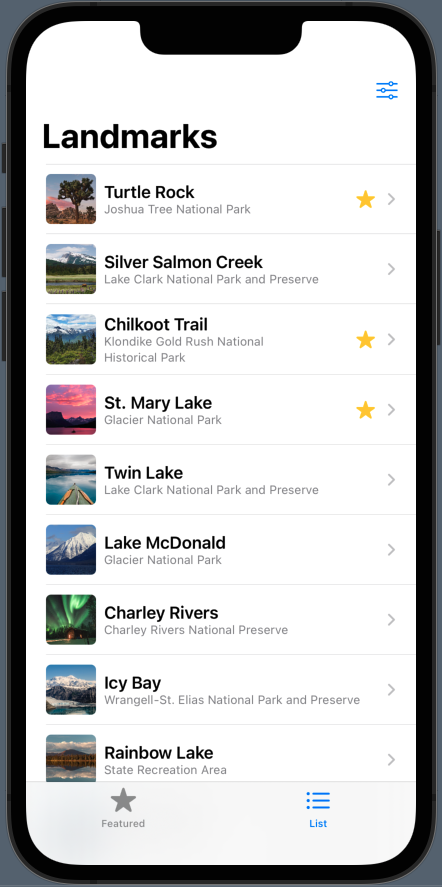 Landmarks
Turtle Rock
Joshua Tree National Park
Silver Salmon Creek
Lake Clark National Park and Preserve
Chilkoot Trail
Klondike Gold Rush National
Historical Park
St. Mary Lake
Glacier National Park
Twin Lake
Lake Clark National Park and Preserve
Lake McDonald
Glacier National Park
Charley Rivers
Charley Rivers National Preserve
Icy Bay
Wrangell-St. Elias National Park and Preserve
Rainbow Lake
State Recreation Area
Featured
List